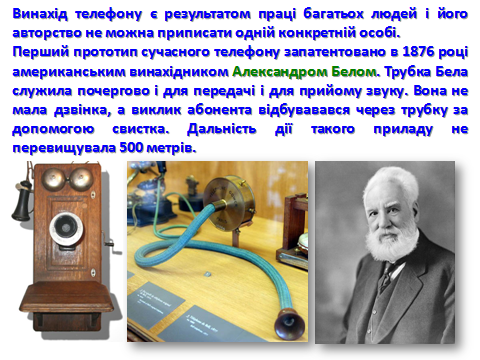 Винахід телефону є результатом праці багатьох людей і його
авторство не можна приписати одній конкретній особі.
Перший прототип сучасного телефону запатентовано в 1876 році
американським винахідником Александром Белом. Трубка Бела
служила почергово і для передачі і для прийому звуку. Вона не
мала дзвінка, а виклик абонента відбувавався через трубку за
допомогою свистка. Дальність дії такого приладу не
перевищувала 500 метрів.